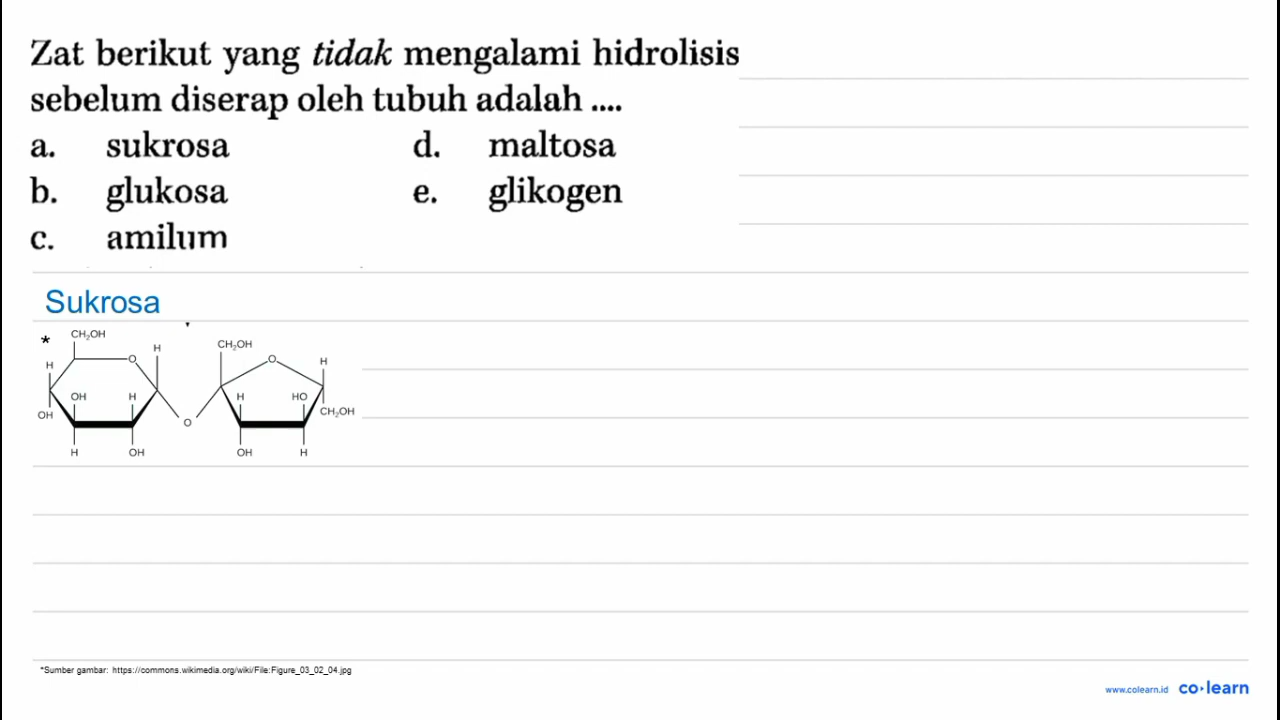 Zat berikut yang tidak mengalami hidrolisis
sebelum diserap oleh tubuh adalah ....
a. sukrosa d. maltosa
b. glukosa e. glikogen
c. amilum
Sukrosa
* CH₂OH
H CH₂OH
O O H
H
OH H H HO
OH CH₂OH
O
H OH OH H
*Sumber gambar: https://commons.wikimedia.org/wiki/File:Figure_03_02_04.jpg
www.colearn.id co·learn